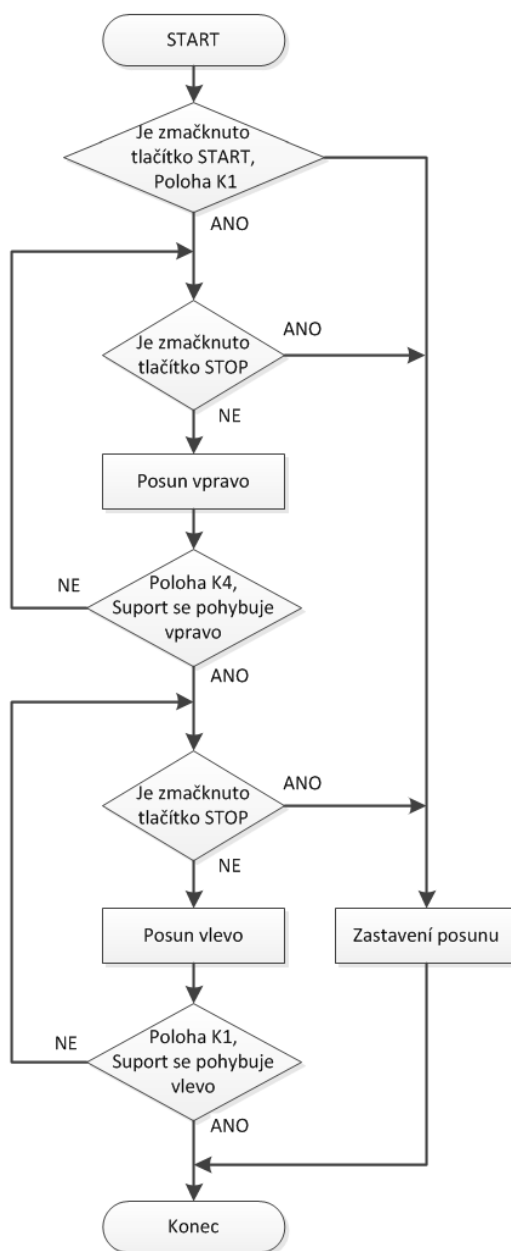 START
Je zmačknuto
tlačítko START,
Poloha K1
ANO
Je zmačknuto
tlačítko STOP
ANO
NE
Posun vpravo
Poloha K4,
Suport se pohybuje
vpravo
NE
ANO
Je zmačknuto
tlačítko STOP
ANO
NE
Posun vlevo
Zastavení posunu
Poloha K1,
Suport se pohybuje
vlevo
NE
ANO
Konec